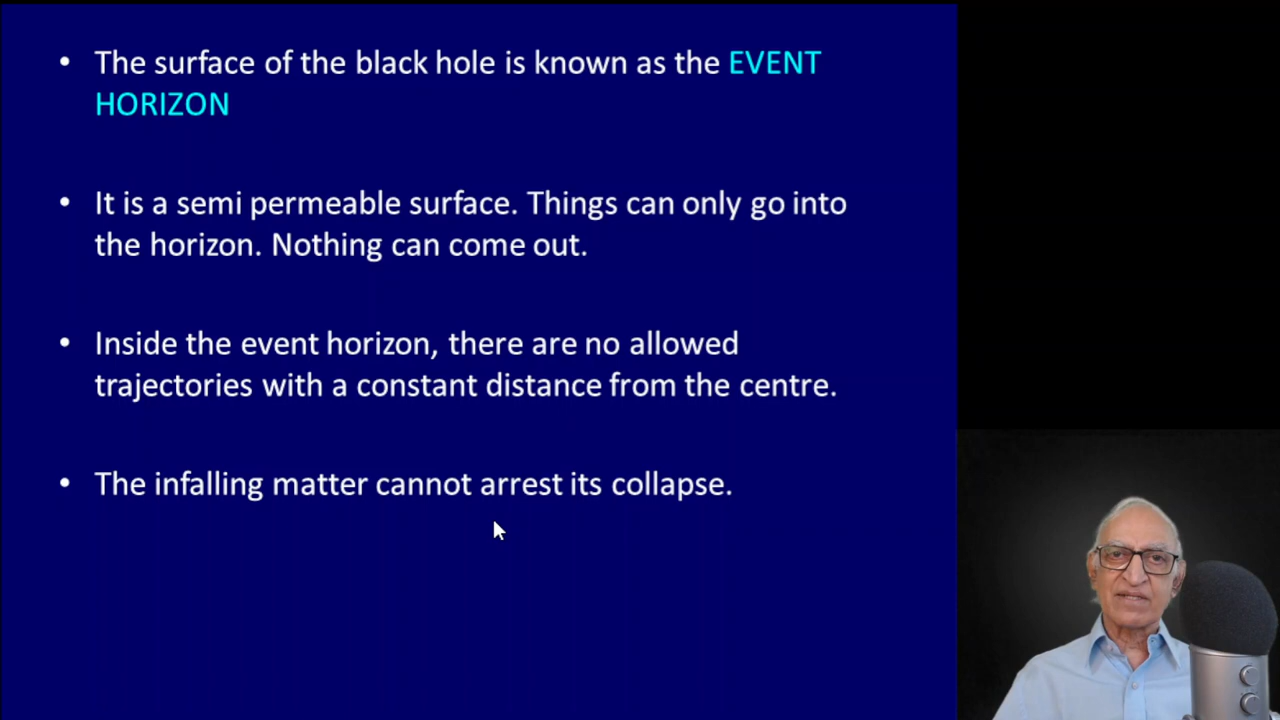 • The surface of the black hole is known as the EVENT
HORIZON
• It is a semi permeable surface. Things can only go into
the horizon. Nothing can come out.
• Inside the event horizon, there are no allowed
trajectories with a constant distance from the centre.
• The infalling matter cannot arrest its collapse.